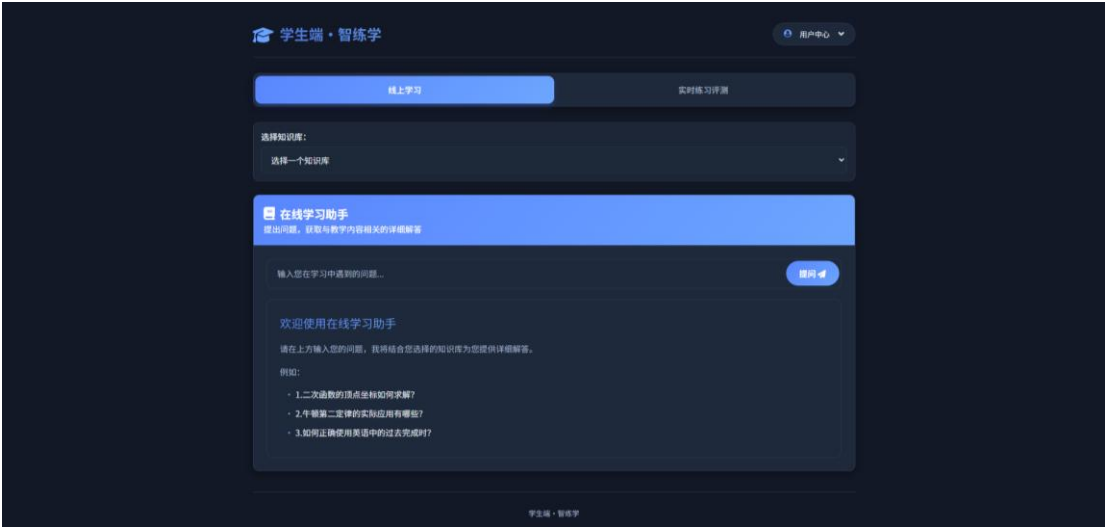 学生端·智练学
用户中心
线上学习
实时练习评测
选择知识库：
选择一个知识库
在线学习助手
提出问题，获取与教学内容相关的详细解答
输入您在学习中遇到的问题...
提问
欢迎使用在线学习助手
请在上方输入您的问题，我将结合您选择的知识库为您提供详细解答。
例如：
· 1.二次函数的顶点坐标如何求解?
· 2.牛顿第二定律的实际应用有哪些?
· 3.如何正确使用英语中的过去完成时?
学生端·智练学